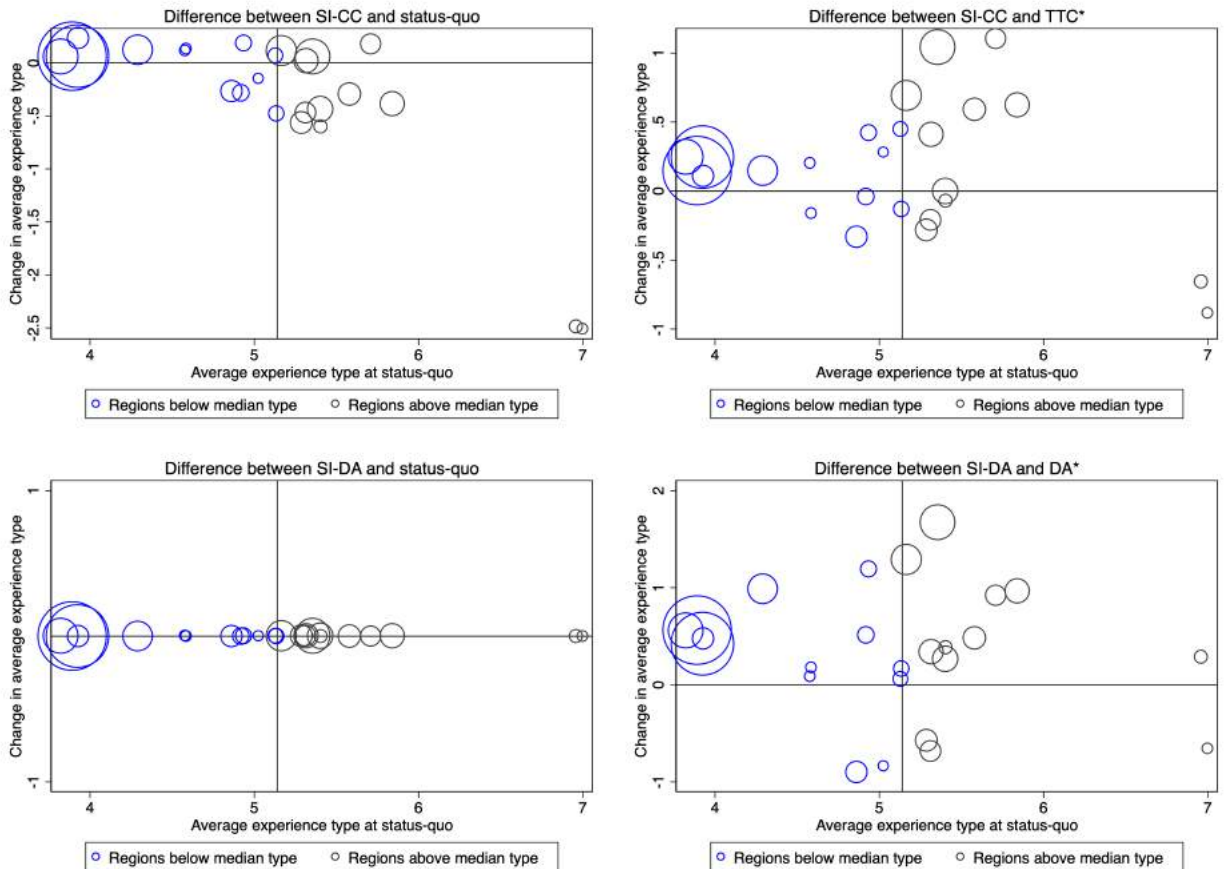 Difference between SI-CC and status-quo
Change in average experience type
0
-.5
-1
-1.5
-2
-2.5
4
5
6
7
Average experience type at status-quo
Regions below median type
Regions above median type
Difference between SI-CC and TTC*
Change in average experience type
1
.5
0
-.5
-1
4
5
6
7
Average experience type at status-quo
Regions below median type
Regions above median type
Difference between SI-DA and status-quo
Change in average experience type
1
0
-1
4
5
6
7
Average experience type at status-quo
Regions below median type
Regions above median type
Difference between SI-DA and DA*
Change in average experience type
2
1
0
-1
4
5
6
7
Average experience type at status-quo
Regions below median type
Regions above median type